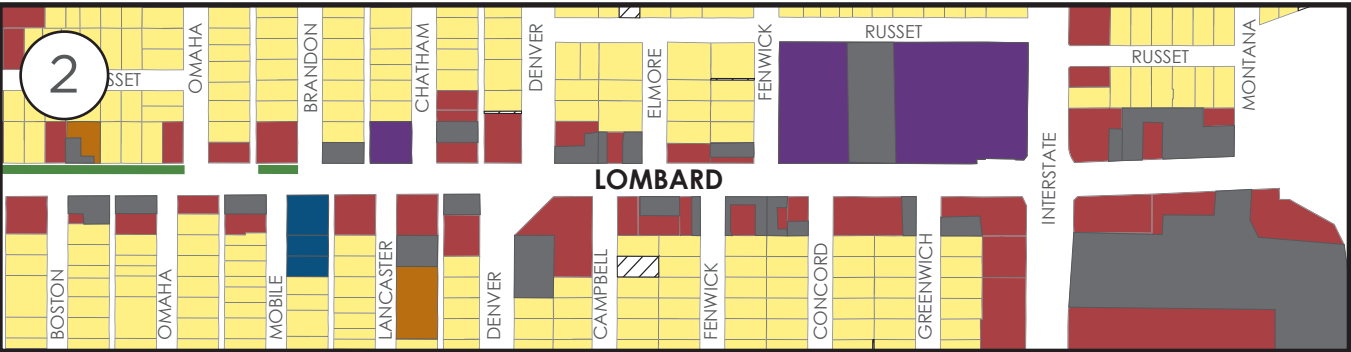 RUSSET
OMAHA
BRANDON
CHATHAM
DENVER
ELMORE
FENWICK
RUSSET
MONTANA
2
SSET
LOMBARD
INTERSTATE
BOSTON
OMAHA
MOBILE
LANCASTER
DENVER
CAMPBELL
FENWICK
CONCORD
GREENWICH